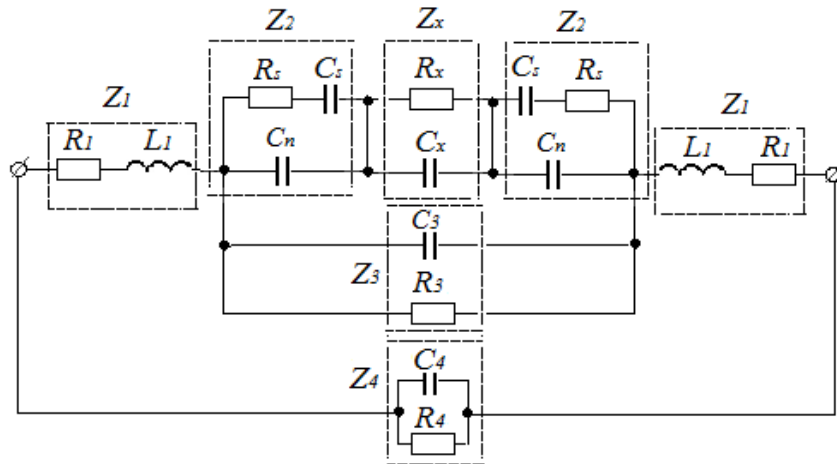 Z2 Zx Z2
Rs Cs Rx Cs Rs
Z1 Z1
R1 L1 Cn Cx Cn L1 R1
C3
Z3 R3
Z4 C4
R4